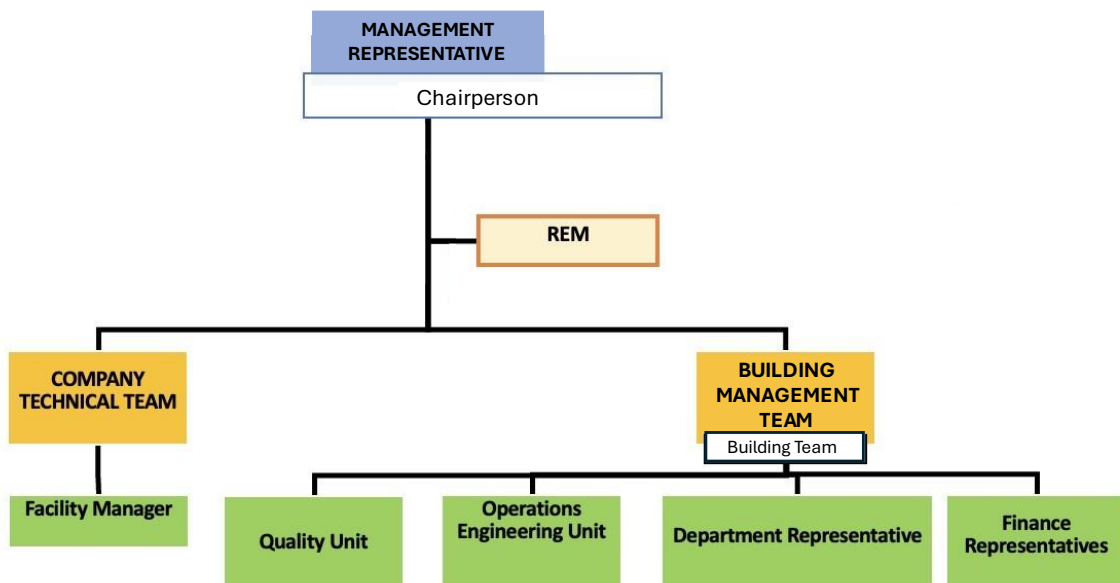 MANAGEMENT
REPRESENTATIVE
Chairperson
REM
COMPANY
TECHNICAL TEAM
BUILDING
MANAGEMENT
TEAM
Building Team
Facility Manager
Quality Unit
Operations
Engineering Unit
Department Representative
Finance
Representatives